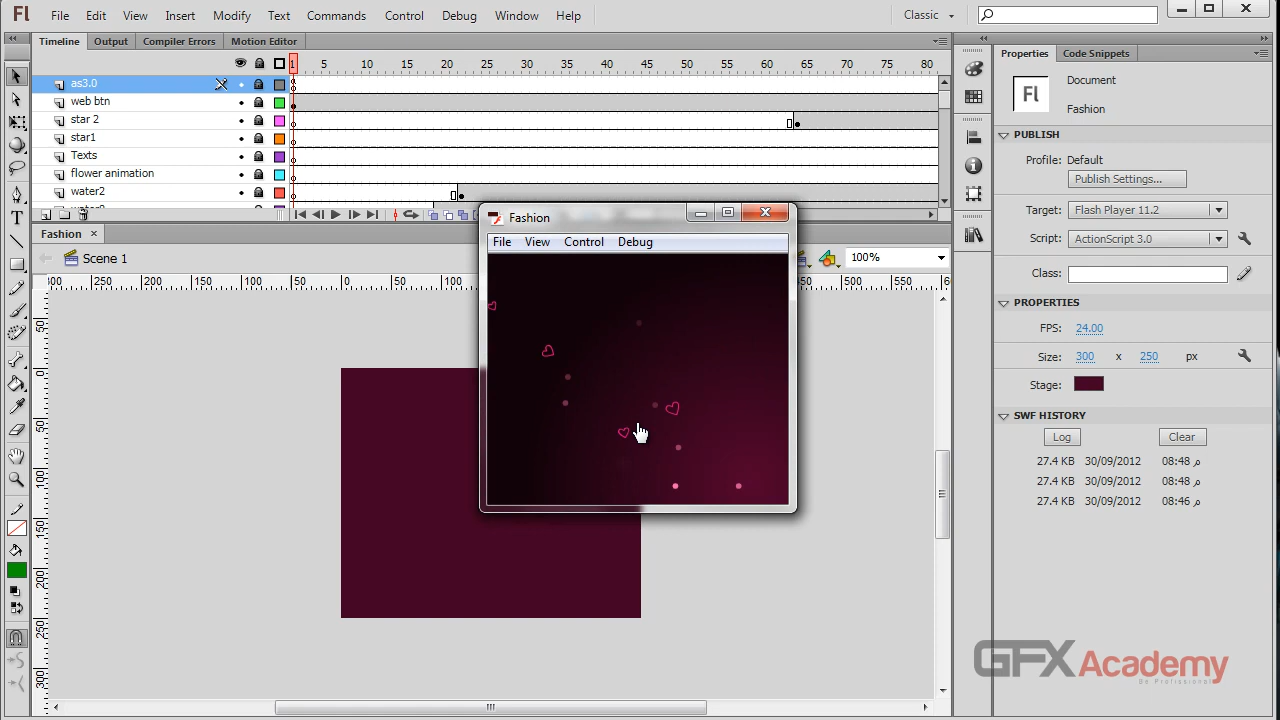 Fl File Edit View Insert Modify Text Commands Control Debug Window Help Classic
Timeline Output Compiler Errors Motion Editor
1 5 10 15 20 25 30 35 40 45 50 55 60 65 70 75 80
as3.0
web btn
star 2
star1
Texts
flower animation
water2
Fashion
Scene 1
100%
Fashion
File View Control Debug
Properties Code Snippets
Fl
Document
Fashion
PUBLISH
Profile: Default
Publish Settings...
Target: Flash Player 11.2
Script: ActionScript 3.0
Class:
PROPERTIES
FPS: 24.00
Size: 300 x 250 px
Stage:
SWF HISTORY
Log Clear
27.4 KB 30/09/2012 08:48 م
27.4 KB 30/09/2012 08:48 م
27.4 KB 30/09/2012 08:46 م
GFXAcademy
Be Professional